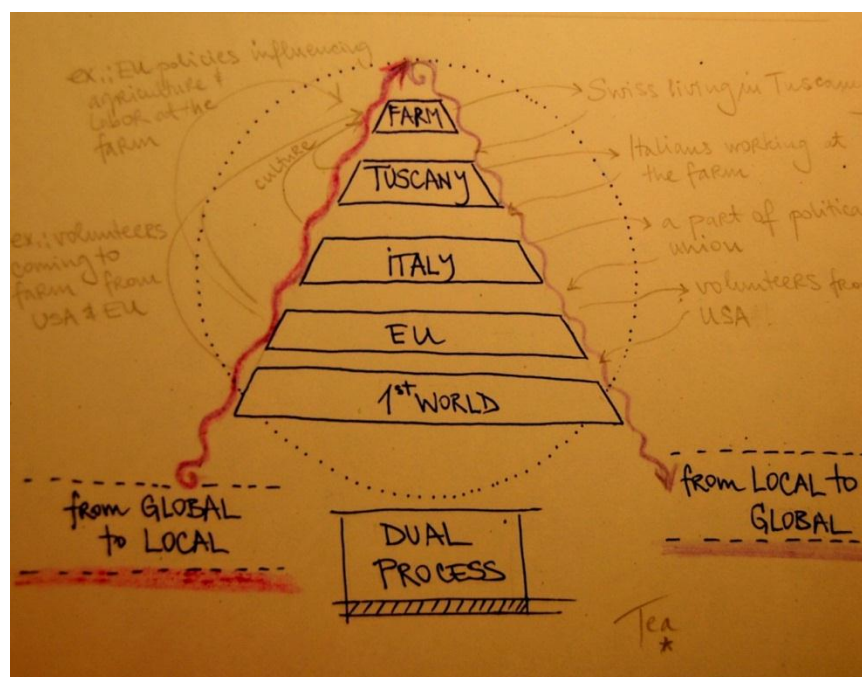 ex.: EU policies influencing
agriculture &
labor at the
farm
culture
ex.: volunteers
coming to
farm from
USA & EU
FARM
TUSCANY
iTALY
EU
1st WORLD
Swiss living in Tuscany
Italians working at
the farm
a part of political
union
volunteers from
USA
from GLOBAL
to LOCAL
DUAL
PROCESS
from LOCAL to
GLOBAL
Tea